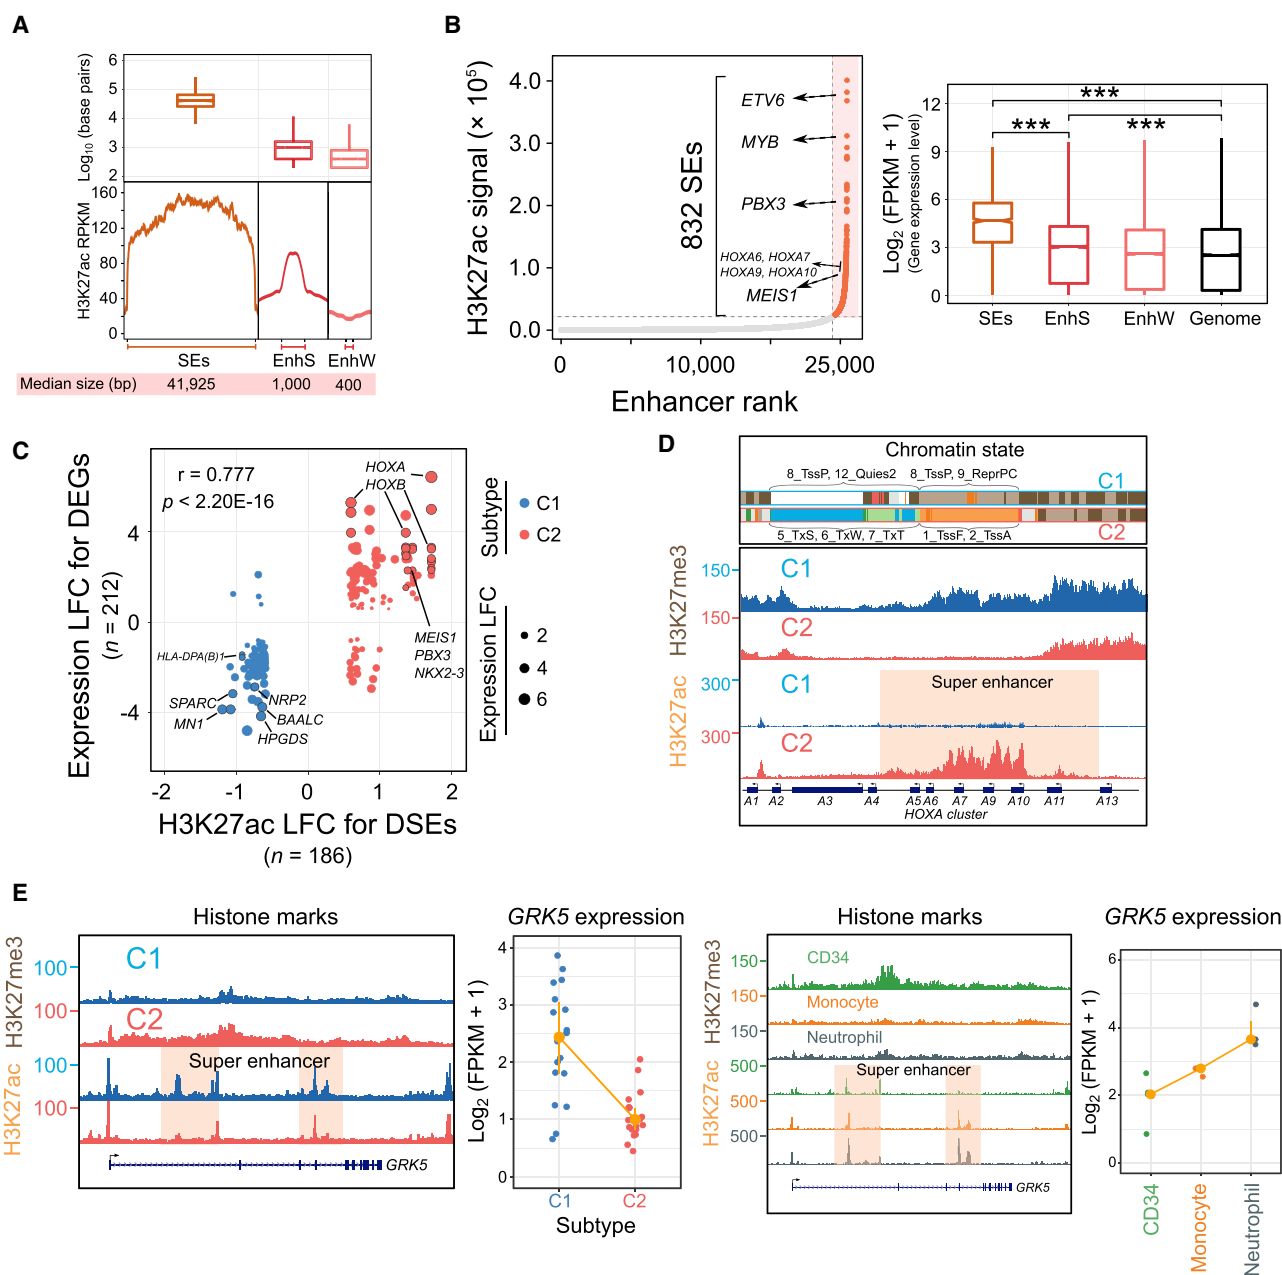 A
Log10 (base pairs)
6
5
4
3
2
H3K27ac RPKM
160
120
80
40
0
SEs
EnhS
EnhW
Median size (bp)
41,925
1,000
400
B
H3K27ac signal (× 10^5)
4.0
3.0
2.0
1.0
0.0
832 SEs
ETV6
MYB
PBX3
HOXA6, HOXA7
HOXA9, HOXA10
MEIS1
0
10,000
25,000
Enhancer rank
Log2 (FPKM + 1)
(Gene expression level)
12
9
6
3
0
***
***
***
SEs
EnhS
EnhW
Genome
C
Expression LFC for DEGs
(n = 212)
r = 0.777
p < 2.20E-16
4
0
-4
HOXA
HOXB
MEIS1
PBX3
NKX2-3
HLA-DPA(B)1
SPARC
MN1
NRP2
BAALC
HPGDS
-2
-1
0
1
2
H3K27ac LFC for DSEs
(n = 186)
Subtype
C1
C2
Expression LFC
2
4
6
D
Chromatin state
8_TssP, 12_Quies2
8_TssP, 9_ReprPC
C1
C2
5_TxS, 6_TxW, 7_TxT
1_TssF, 2_TssA
H3K27me3
150
C1
150
C2
H3K27ac
300
C1
Super enhancer
300
C2
A1
A2
A3
A4
A5
A6
A7
A9
A10
A11
A13
HOXA cluster
E
Histone marks
H3K27me3
100
C1
100
C2
H3K27ac
100
Super enhancer
100
GRK5
GRK5 expression
Log2 (FPKM + 1)
4
3
2
1
0
C1
C2
Subtype
Histone marks
H3K27me3
150
CD34
150
Monocyte
150
Neutrophil
H3K27ac
500
Super enhancer
500
500
GRK5
GRK5 expression
Log2 (FPKM + 1)
6
4
2
0
CD34
Monocyte
Neutrophil